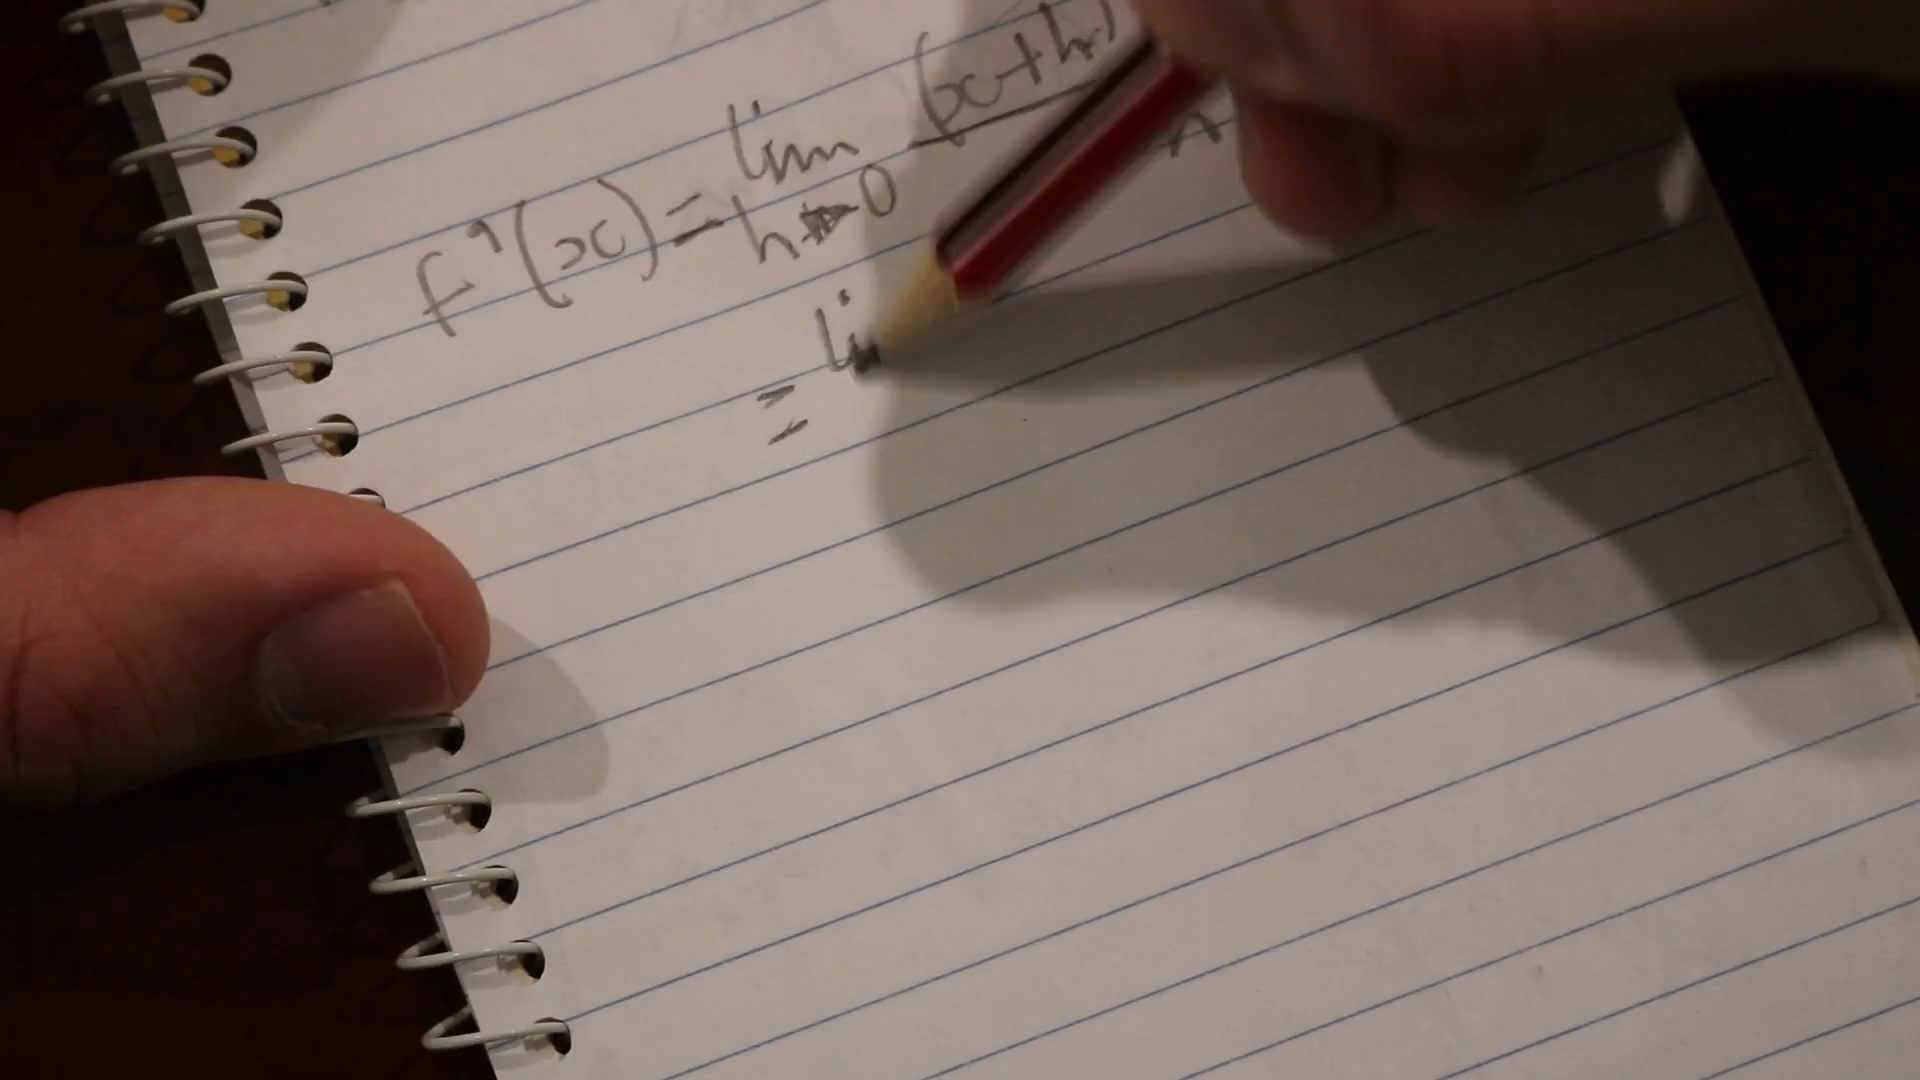 f'(x) = lim h→0 (x+h) / h
= li